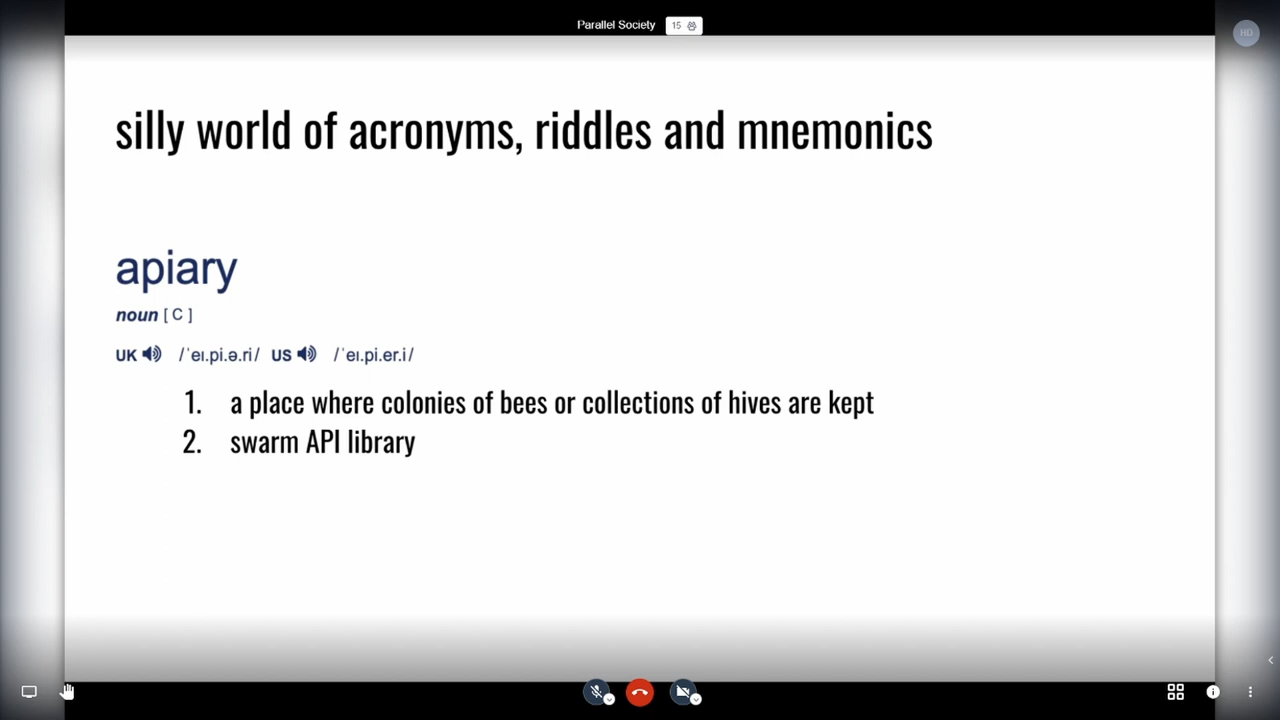 Parallel Society 15
HD
silly world of acronyms, riddles and mnemonics
apiary
noun [ C ]
UK /ˈeɪ.pi.ə.ri/ US /ˈeɪ.pi.er.i/
1. a place where colonies of bees or collections of hives are kept
2. swarm API library